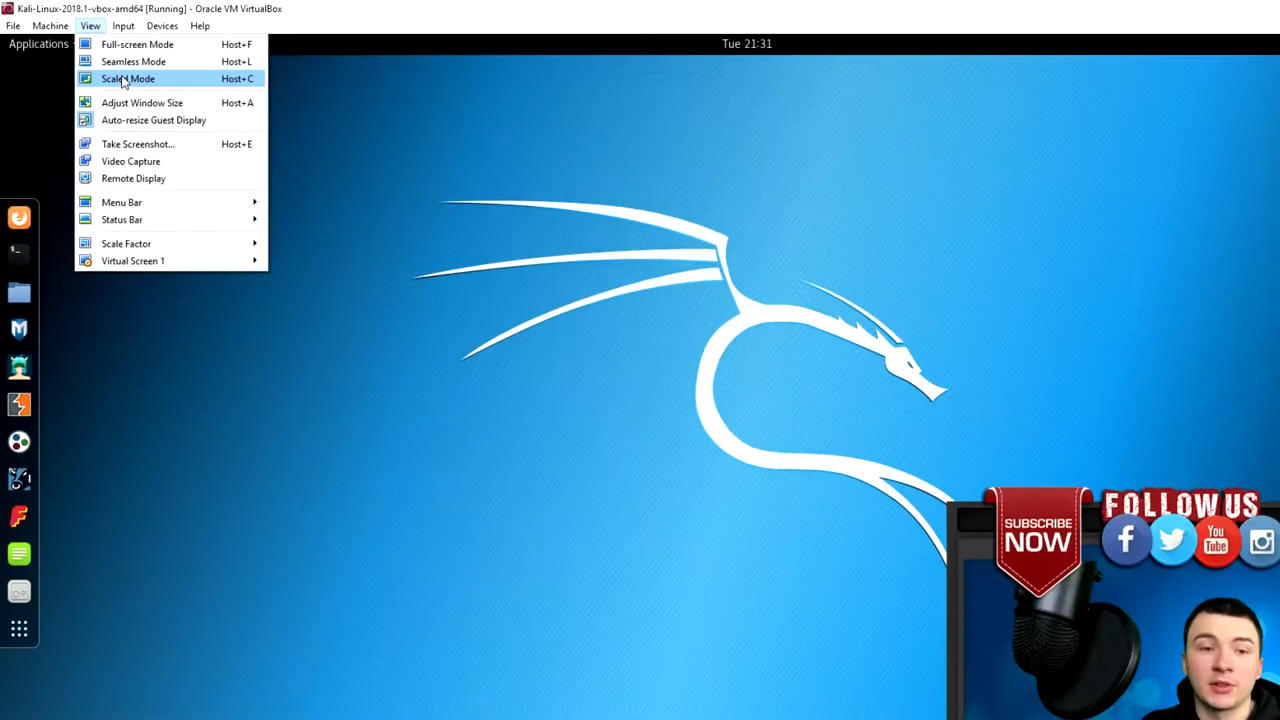 Kali-Linux-2018.1-vbox-amd64 [Running] - Oracle VM VirtualBox
File Machine View Input Devices Help
Applications
Tue 21:31
Full-screen Mode Host+F
Seamless Mode Host+L
Scaled Mode Host+C
Adjust Window Size Host+A
Auto-resize Guest Display
Take Screenshot... Host+E
Video Capture
Remote Display
Menu Bar
Status Bar
Scale Factor
Virtual Screen 1
SUBSCRIBE
NOW
FOLLOW US
You
Tube